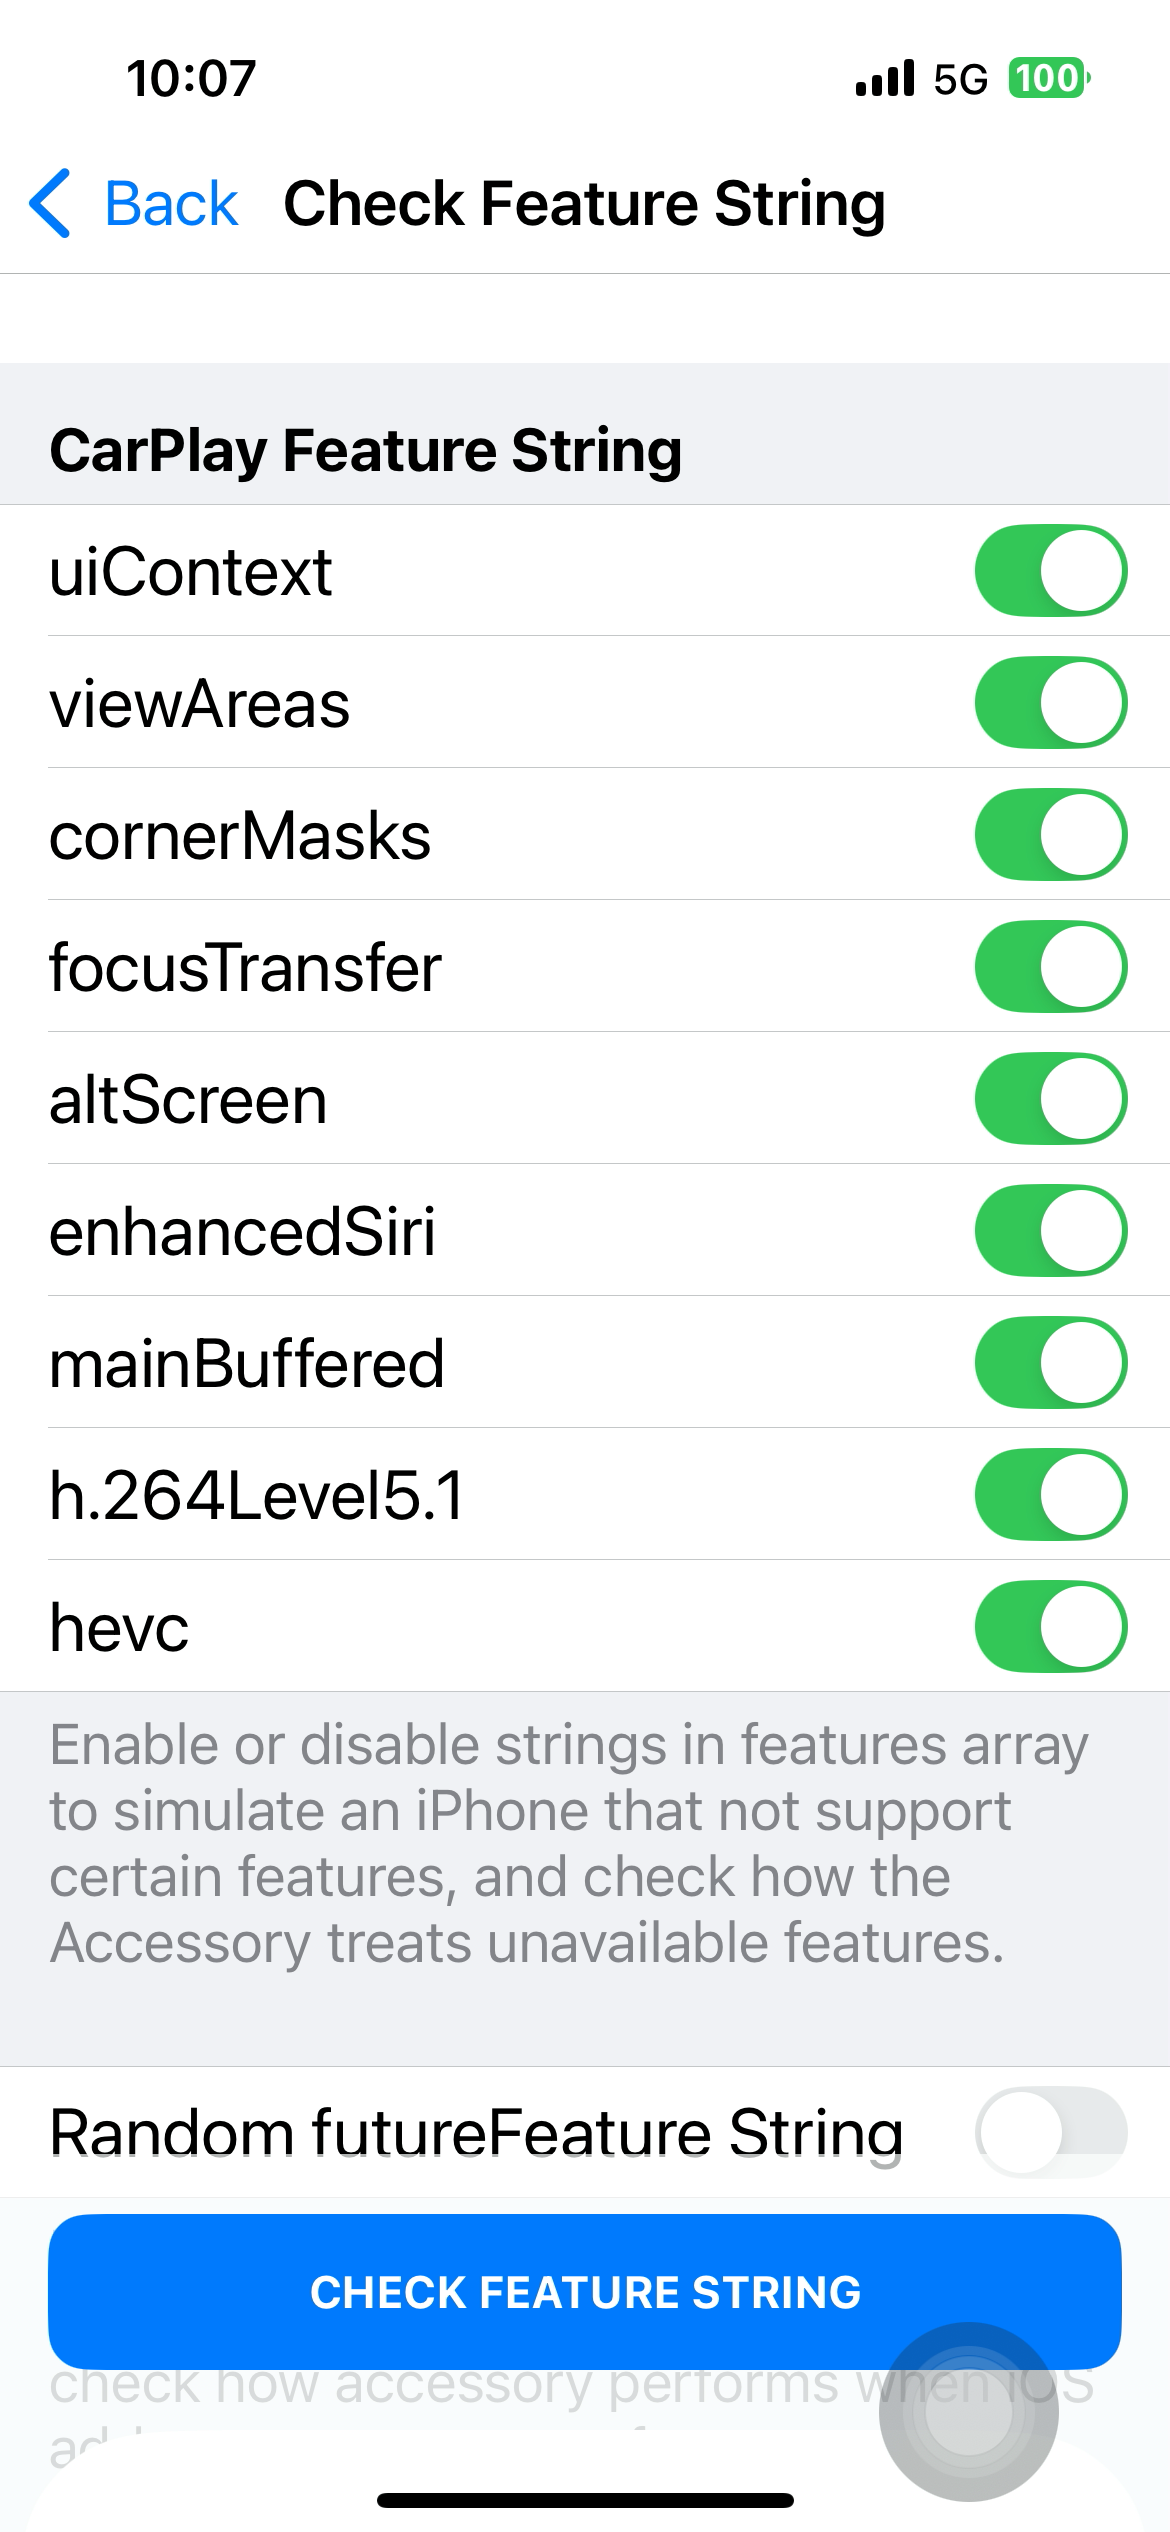 10:07
5G 100
Back Check Feature String
CarPlay Feature String
uiContext
viewAreas
cornerMasks
focusTransfer
altScreen
enhancedSiri
mainBuffered
h.264Level5.1
hevc
Enable or disable strings in features array
to simulate an iPhone that not support
certain features, and check how the
Accessory treats unavailable features.
Random futureFeature String
CHECK FEATURE STRING
check how accessory performs when iOS